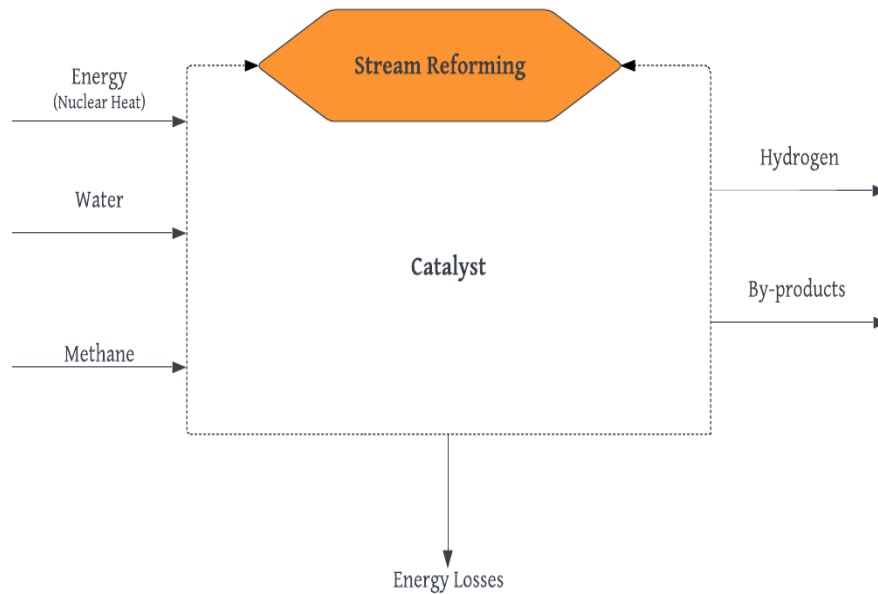 Stream Reforming
Energy
(Nuclear Heat)
Water
Methane
Catalyst
Hydrogen
By-products
Energy Losses